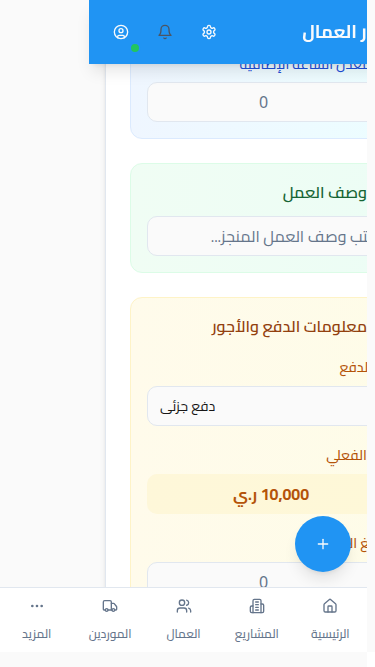 ر العمال
معدل الساعة الإضافية
0
وصف العمل
تب وصف العمل المنجز...
معلومات الدفع والأجور
لدفع
دفع جزئي
الفعلي
10,000 ر.ي
0
الرئيسية
المشاريع
العمال
الموردين
المزيد